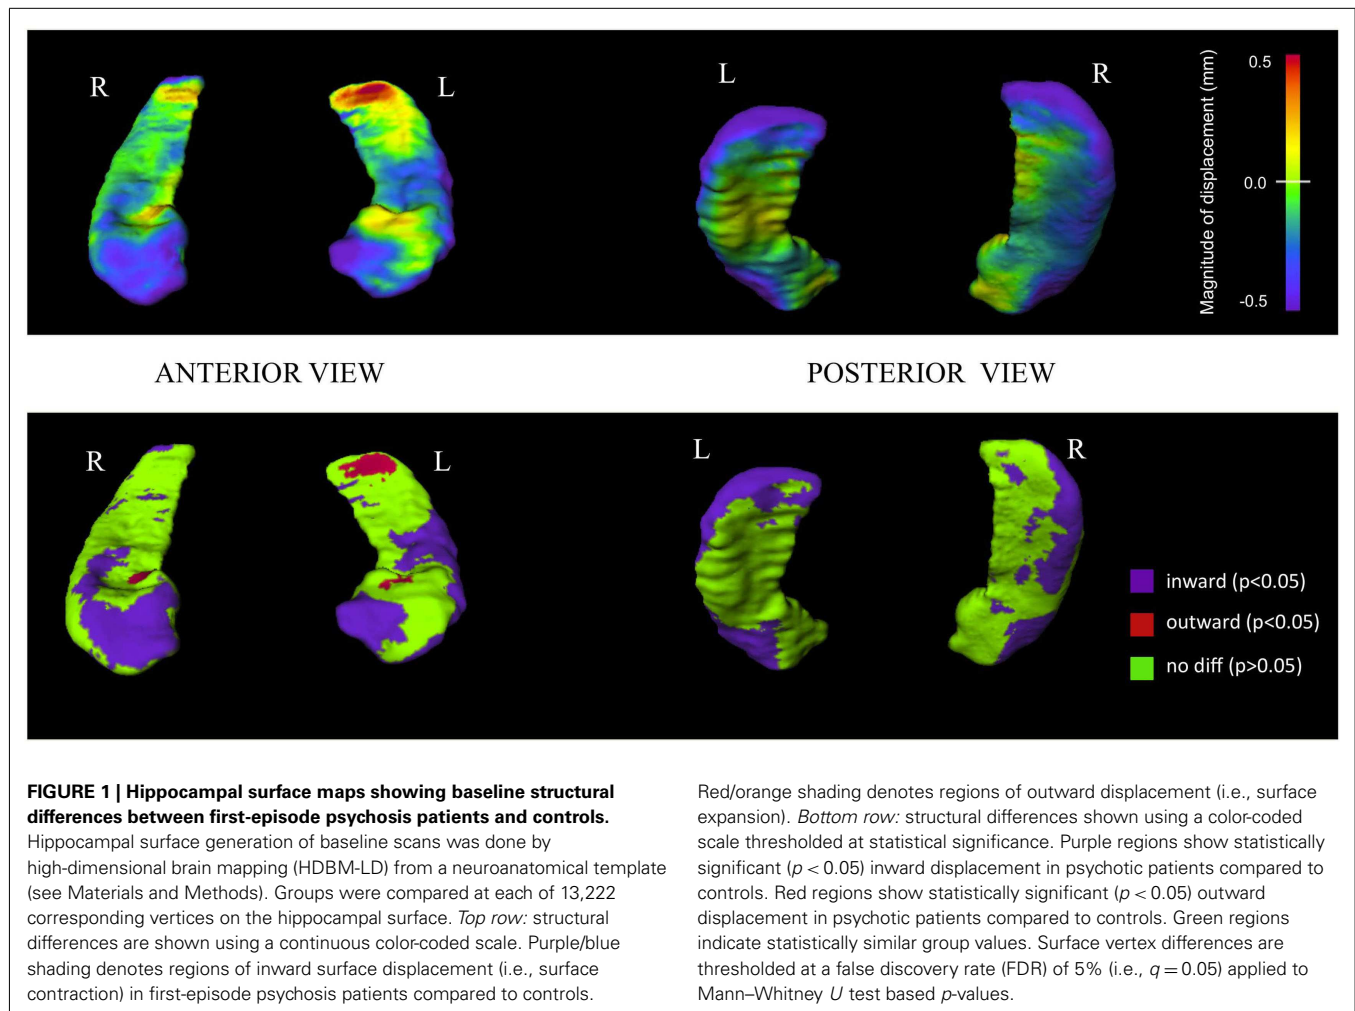 R
L
L
R
Magnitude of displacement (mm)
0.5
0.0
-0.5
ANTERIOR VIEW
POSTERIOR VIEW
R
L
L
R
inward (p<0.05)
outward (p<0.05)
no diff (p>0.05)
FIGURE 1 | Hippocampal surface maps showing baseline structural
differences between first-episode psychosis patients and controls.
Hippocampal surface generation of baseline scans was done by
high-dimensional brain mapping (HDBM-LD) from a neuroanatomical template
(see Materials and Methods). Groups were compared at each of 13,222
corresponding vertices on the hippocampal surface. Top row: structural
differences are shown using a continuous color-coded scale. Purple/blue
shading denotes regions of inward surface displacement (i.e., surface
contraction) in first-episode psychosis patients compared to controls.
Red/orange shading denotes regions of outward displacement (i.e., surface
expansion). Bottom row: structural differences shown using a color-coded
scale thresholded at statistical significance. Purple regions show statistically
significant (p < 0.05) inward displacement in psychotic patients compared to
controls. Red regions show statistically significant (p < 0.05) outward
displacement in psychotic patients compared to controls. Green regions
indicate statistically similar group values. Surface vertex differences are
thresholded at a false discovery rate (FDR) of 5% (i.e., q = 0.05) applied to
Mann–Whitney U test based p-values.